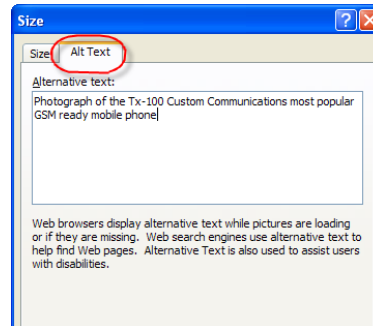 Size
Size
Alt Text
Alternative text:
Photograph of the Tx-100 Custom Communications most popular
GSM ready mobile phone
Web browsers display alternative text while pictures are loading
or if they are missing. Web search engines use alternative text to
help find Web pages. Alternative Text is also used to assist users
with disabilities.